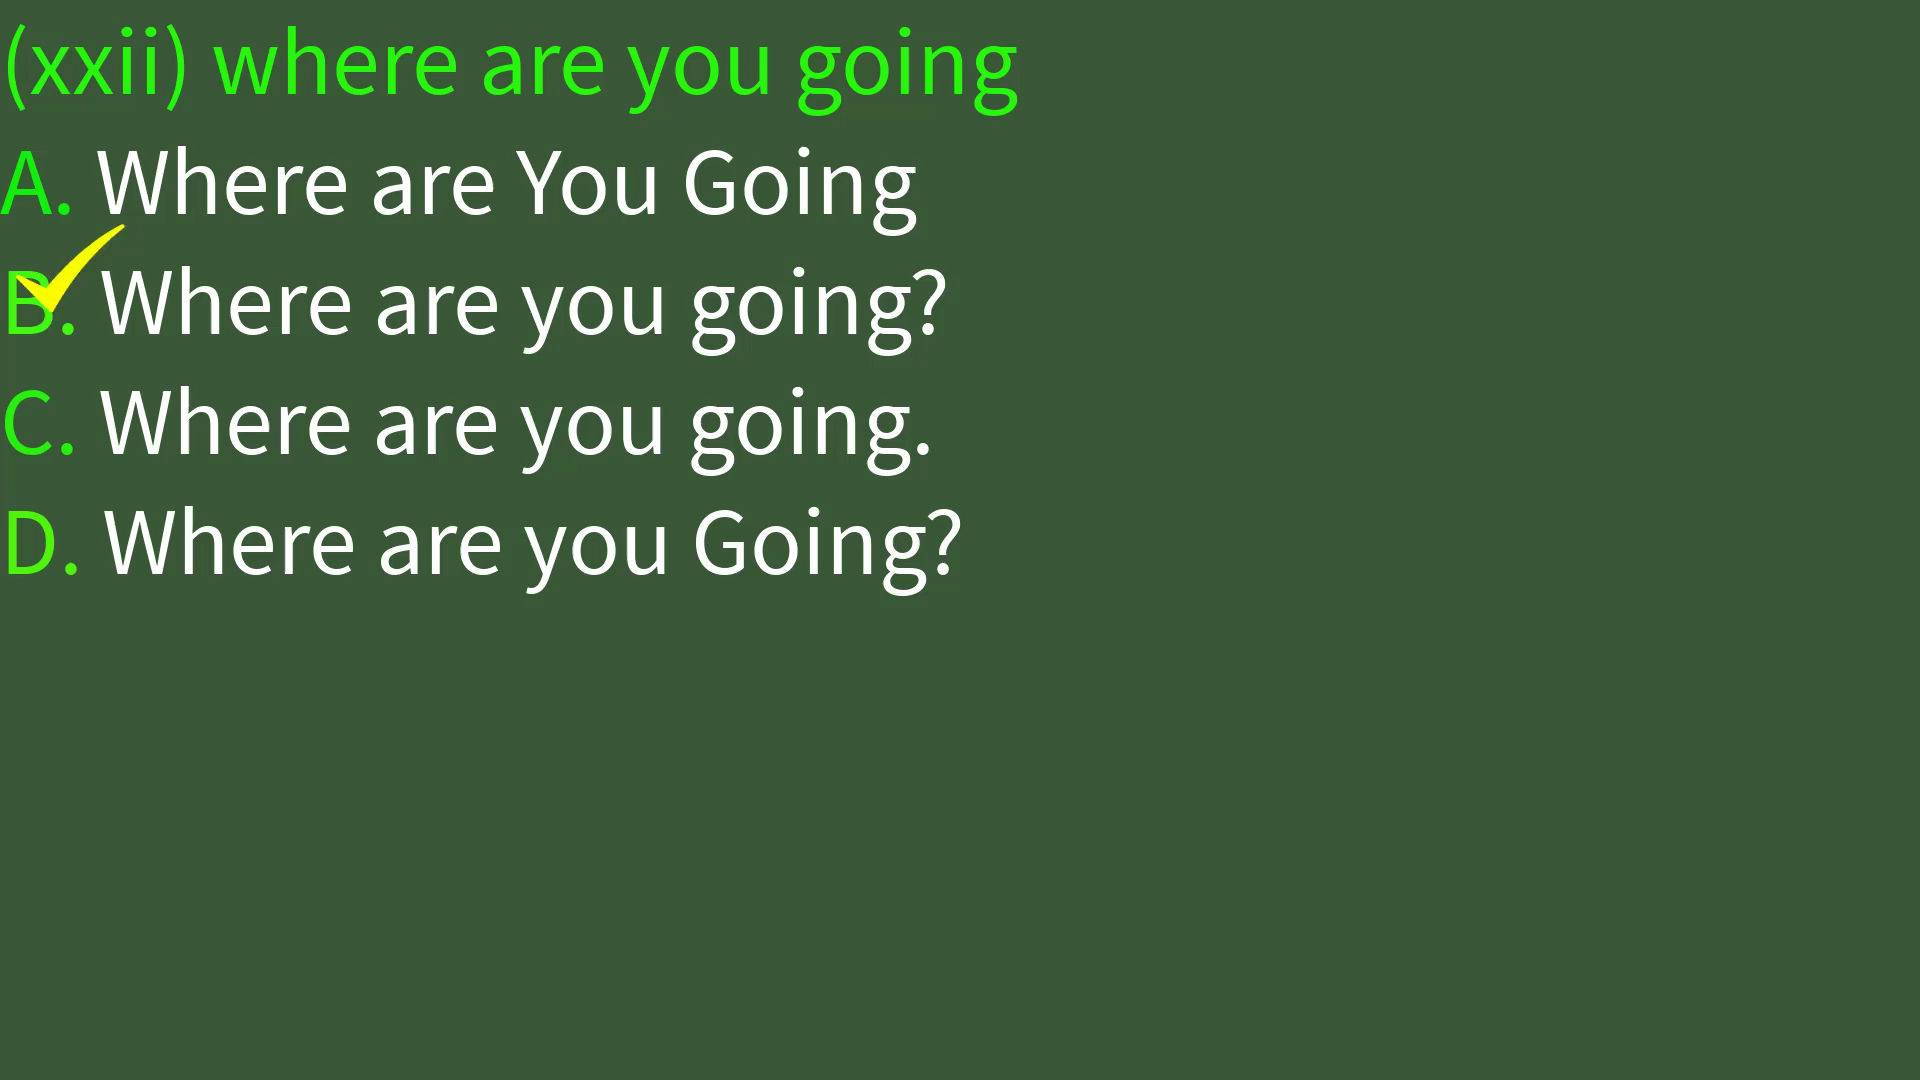 (xxii) where are you going
A. Where are You Going
B. Where are you going?
C. Where are you going.
D. Where are you Going?